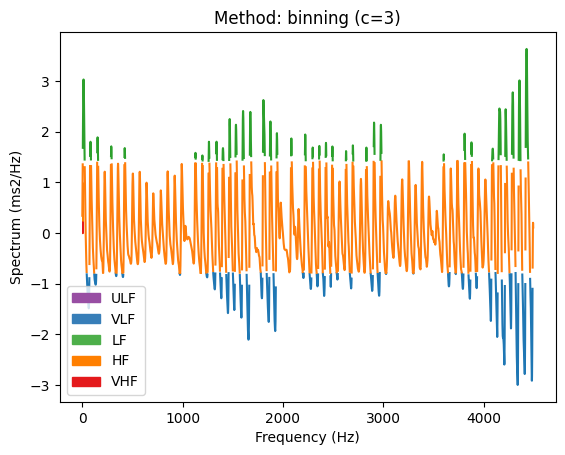 Method: binning (c=3)
Spectrum (ms2/Hz)
3
2
1
0
−1
−2
−3
ULF
VLF
LF
HF
VHF
0
1000
2000
3000
4000
Frequency (Hz)